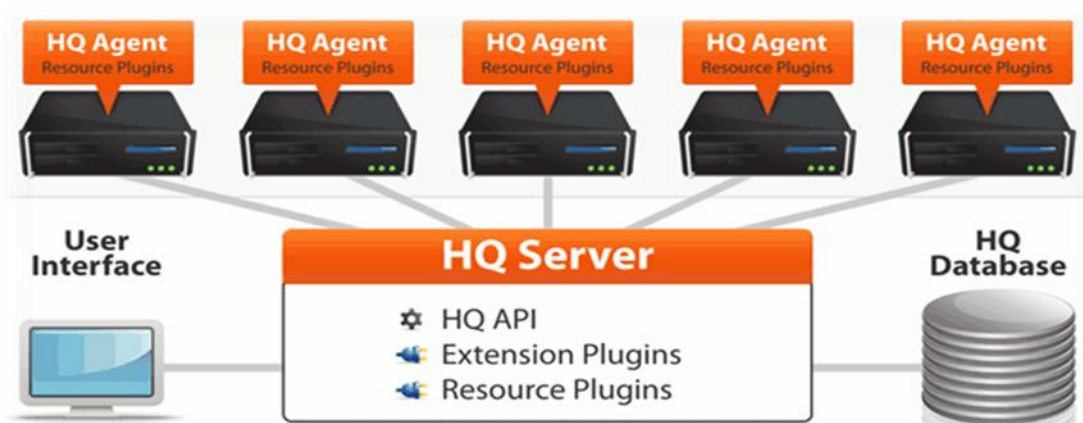 HQ Agent
Resource Plugins
HQ Agent
Resource Plugins
HQ Agent
Resource Plugins
HQ Agent
Resource Plugins
HQ Agent
Resource Plugins
User
Interface
HQ Server
HQ API
Extension Plugins
Resource Plugins
HQ
Database